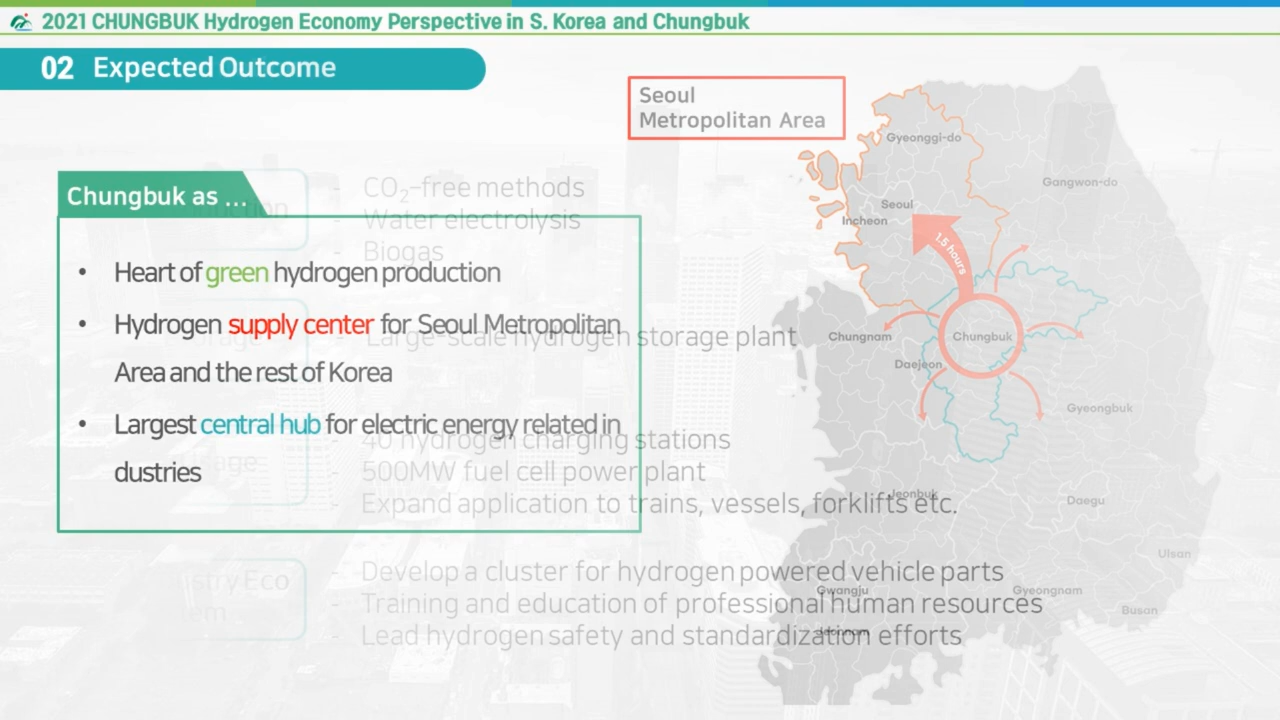 2021 CHUNGBUK Hydrogen Economy Perspective in S. Korea and Chungbuk
02 Expected Outcome
Seoul
Metropolitan Area
Chungbuk as ...
• Heart of green hydrogen production
• Hydrogen supply center for Seoul Metropolitan
Area and the rest of Korea
• Largest central hub for electric energy related in
dustries
- CO₂-free methods
- Water electrolysis
- Biogas
- Large-scale hydrogen storage plant
- 40 hydrogen charging stations
- 500MW fuel cell power plant
- Expand application to trains, vessels, forklifts etc.
- Develop a cluster for hydrogen powered vehicle parts
- Training and education of professional human resources
- Lead hydrogen safety and standardization efforts
Gyeonggi-do
Gangwon-do
Seoul
Incheon
1.5 hours
Chungnam
Chungbuk
Daejeon
Gyeongbuk
Jeonbuk
Daegu
Ulsan
Gwangju
Gyeongnam
Busan
Jeonnam